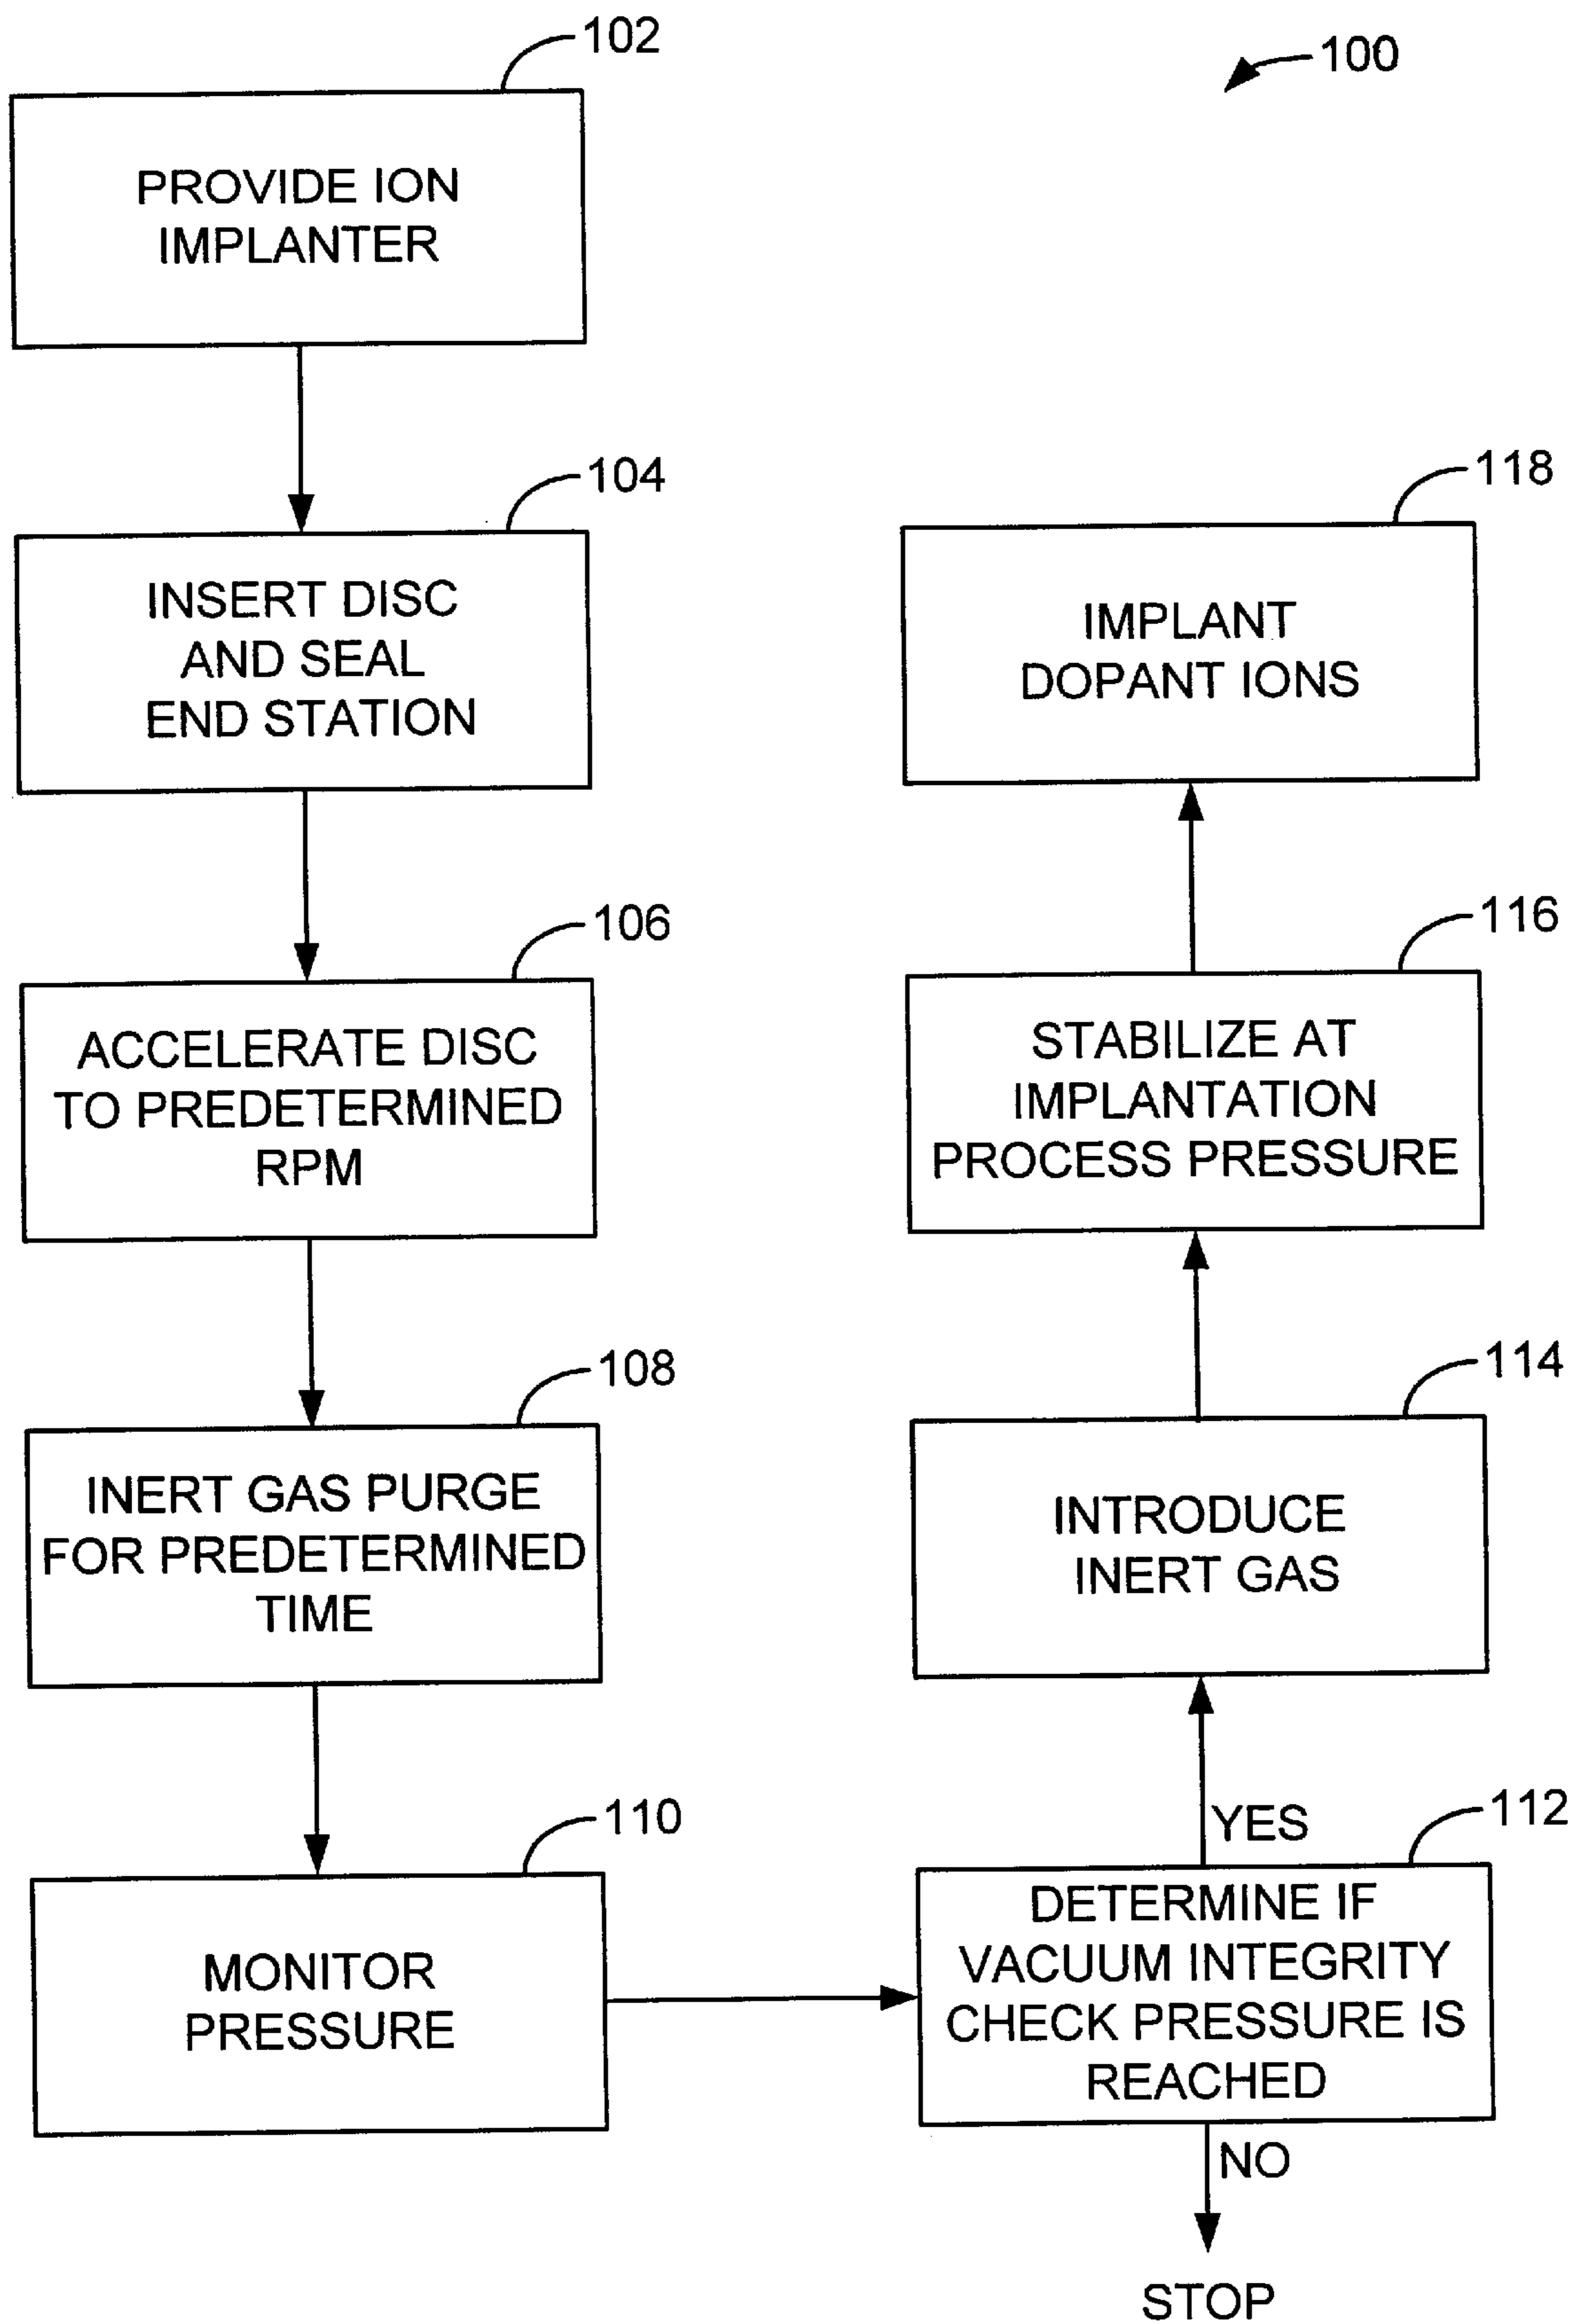 100
102
PROVIDE ION
IMPLANTER
104
INSERT DISC
AND SEAL
END STATION
106
ACCELERATE DISC
TO PREDETERMINED
RPM
108
INERT GAS PURGE
FOR PREDETERMINED
TIME
110
MONITOR
PRESSURE
112
DETERMINE IF
VACUUM INTEGRITY
CHECK PRESSURE IS
REACHED
NO
STOP
YES
114
INTRODUCE
INERT GAS
116
STABILIZE AT
IMPLANTATION
PROCESS PRESSURE
118
IMPLANT
DOPANT IONS